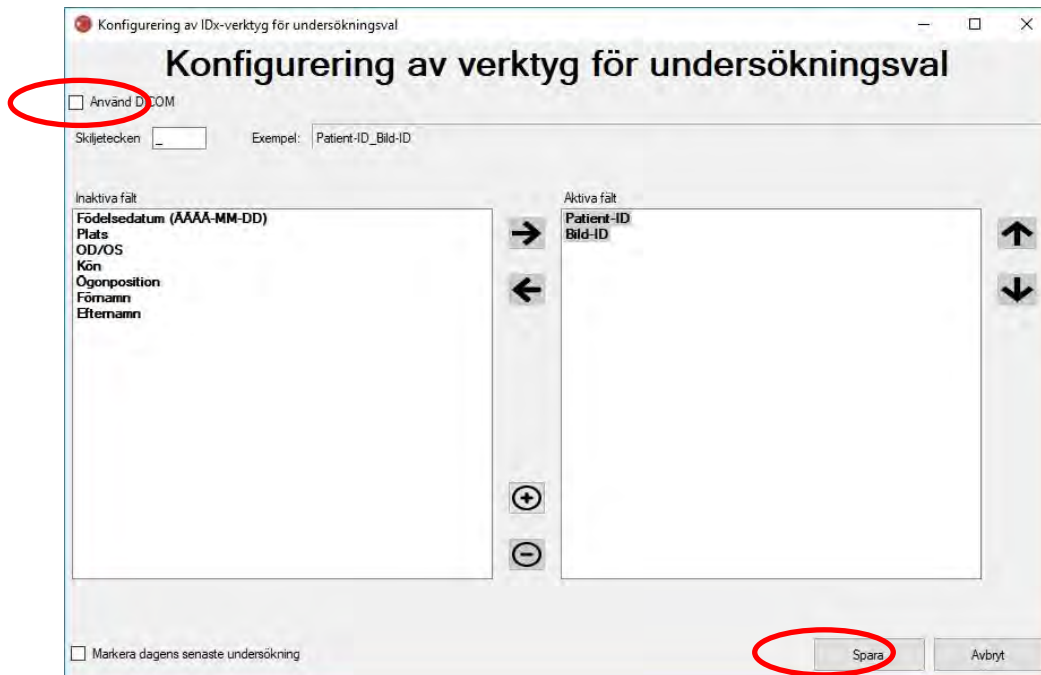 Konfigurering av IDx-verktyg för undersökningsval
Konfigurering av verktyg för undersökningsval
Använd DICOM
Skiljetecken _ Exempel: Patient-ID_Bild-ID
Inaktiva fält
Födelsedatum (ÅÅÅÅ-MM-DD)
Plats
OD/OS
Kön
Ögonposition
Förnamn
Efternamn
Aktiva fält
Patient-ID
Bild-ID
Markera dagens senaste undersökning
Spara
Avbryt